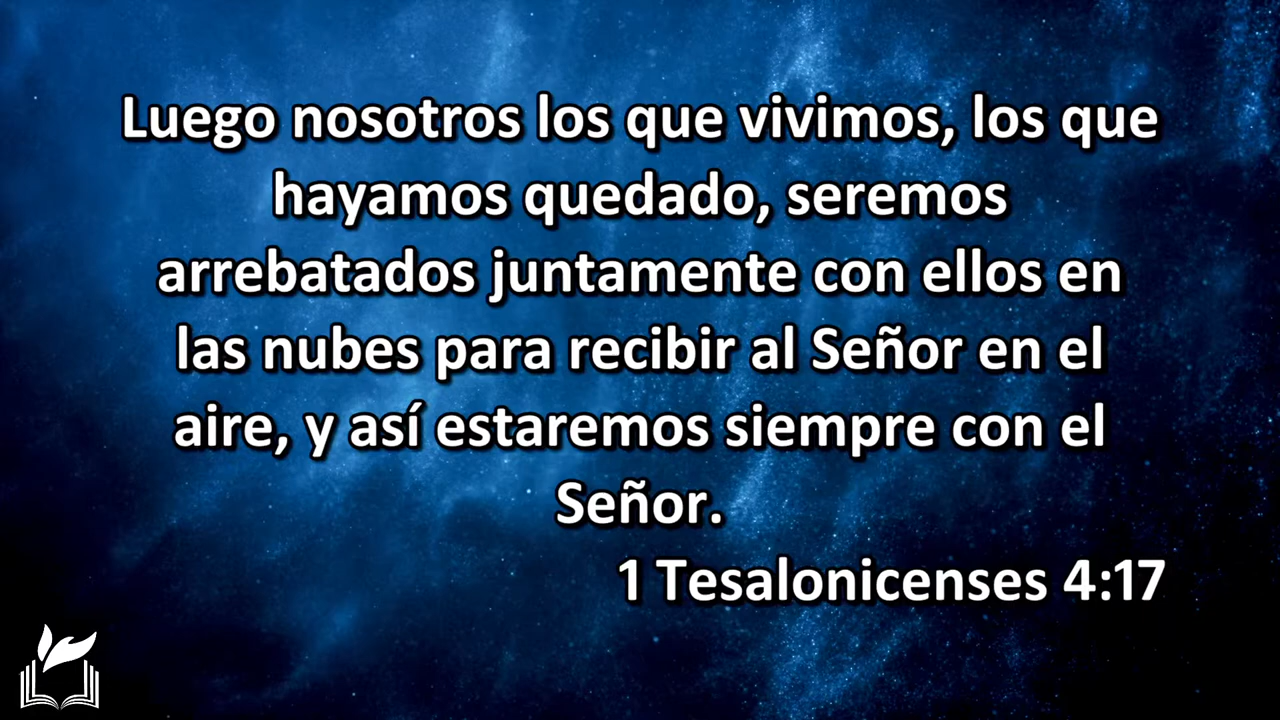 Luego nosotros los que vivimos, los que
hayamos quedado, seremos
arrebatados juntamente con ellos en
las nubes para recibir al Señor en el
aire, y así estaremos siempre con el
Señor.
1 Tesalonicenses 4:17